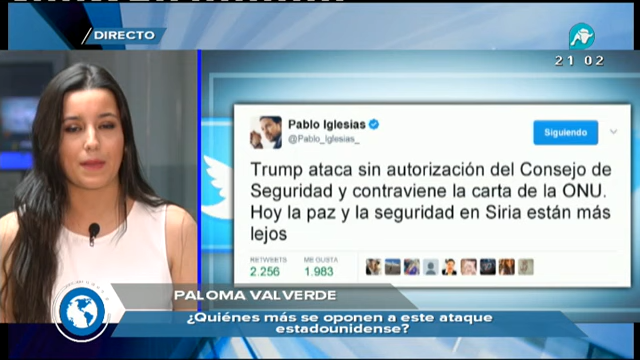 DIRECTO
21 02
Pablo Iglesias
@Pablo_Iglesias_
Siguiendo
Trump ataca sin autorización del Consejo de
Seguridad y contraviene la carta de la ONU.
Hoy la paz y la seguridad en Siria están más
lejos
RETWEETS
ME GUSTA
2.256
1.983
PALOMA VALVERDE
¿Quiénes más se oponen a este ataque
estadounidense?